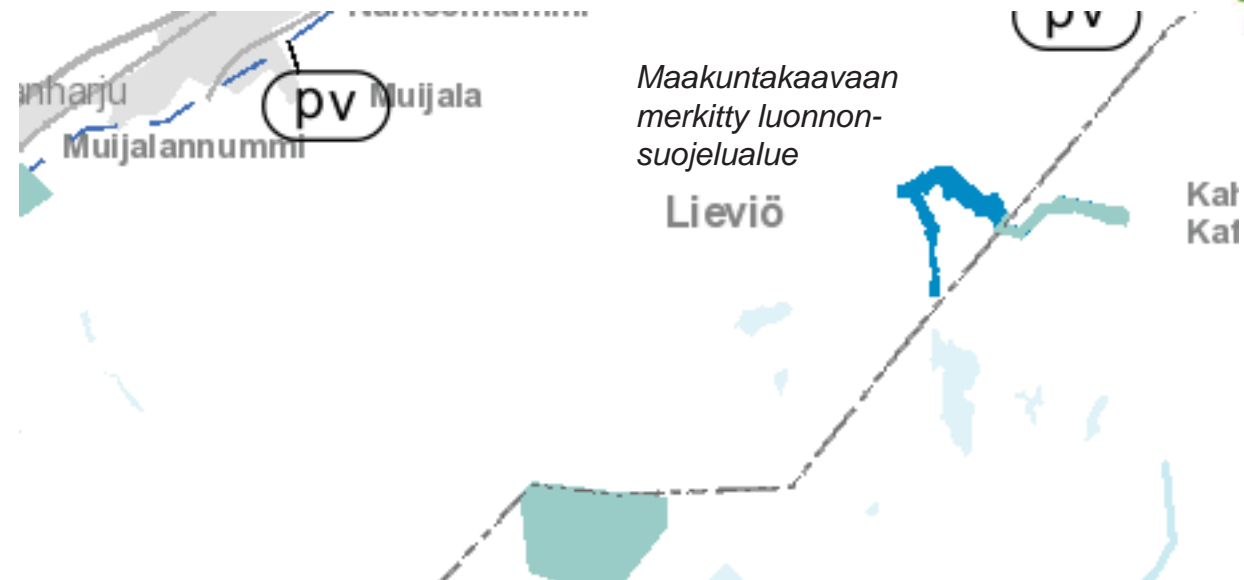 pv
Maakuntakaavaan
merkitty luonnon-
suojelualue
pv
Muijala
Muijalannummi
Lieviö